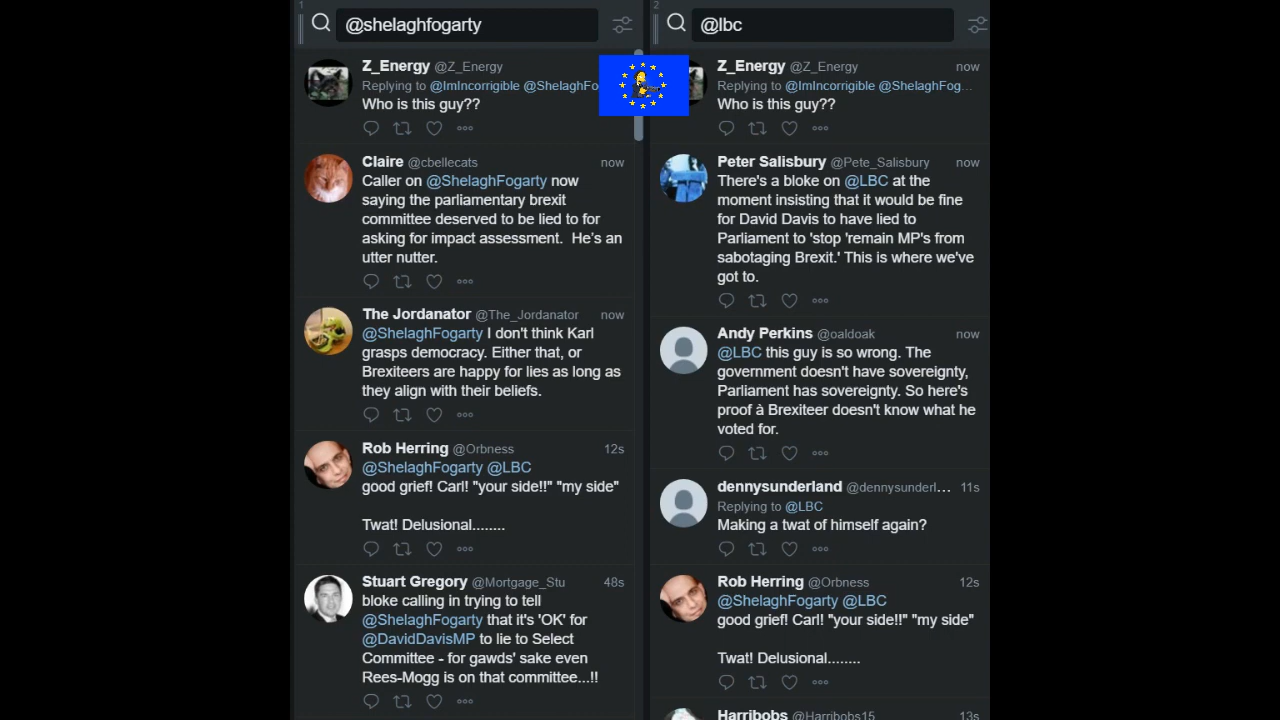 1
@shelaghfogarty
Z_Energy @Z_Energy
Replying to @ImIncorrigible @ShelaghFo
Who is this guy??
Claire @cbellecats now
Caller on @ShelaghFogarty now
saying the parliamentary brexit
committee deserved to be lied to for
asking for impact assessment.  He's an
utter nutter.
The Jordanator @The_Jordanator now
@ShelaghFogarty I don't think Karl
grasps democracy. Either that, or
Brexiteers are happy for lies as long as
they align with their beliefs.
Rob Herring @Orbness 12s
@ShelaghFogarty @LBC
good grief! Carl! "your side!!" "my side"
Twat! Delusional........
Stuart Gregory @Mortgage_Stu 48s
bloke calling in trying to tell
@ShelaghFogarty that it's 'OK' for
@DavidDavisMP to lie to Select
Committee - for gawds' sake even
Rees-Mogg is on that committee...!!
2
@lbc
Z_Energy @Z_Energy now
Replying to @ImIncorrigible @ShelaghFog...
Who is this guy??
Peter Salisbury @Pete_Salisbury now
There's a bloke on @LBC at the
moment insisting that it would be fine
for David Davis to have lied to
Parliament to 'stop 'remain MP's from
sabotaging Brexit.' This is where we've
got to.
Andy Perkins @oaldoak now
@LBC this guy is so wrong. The
government doesn't have sovereignty,
Parliament has sovereignty. So here's
proof à Brexiteer doesn't know what he
voted for.
dennysunderland @dennysunderl... 11s
Replying to @LBC
Making a twat of himself again?
Rob Herring @Orbness 12s
@ShelaghFogarty @LBC
good grief! Carl! "your side!!" "my side"
Twat! Delusional........
Harribobs @Harribobs15 13s